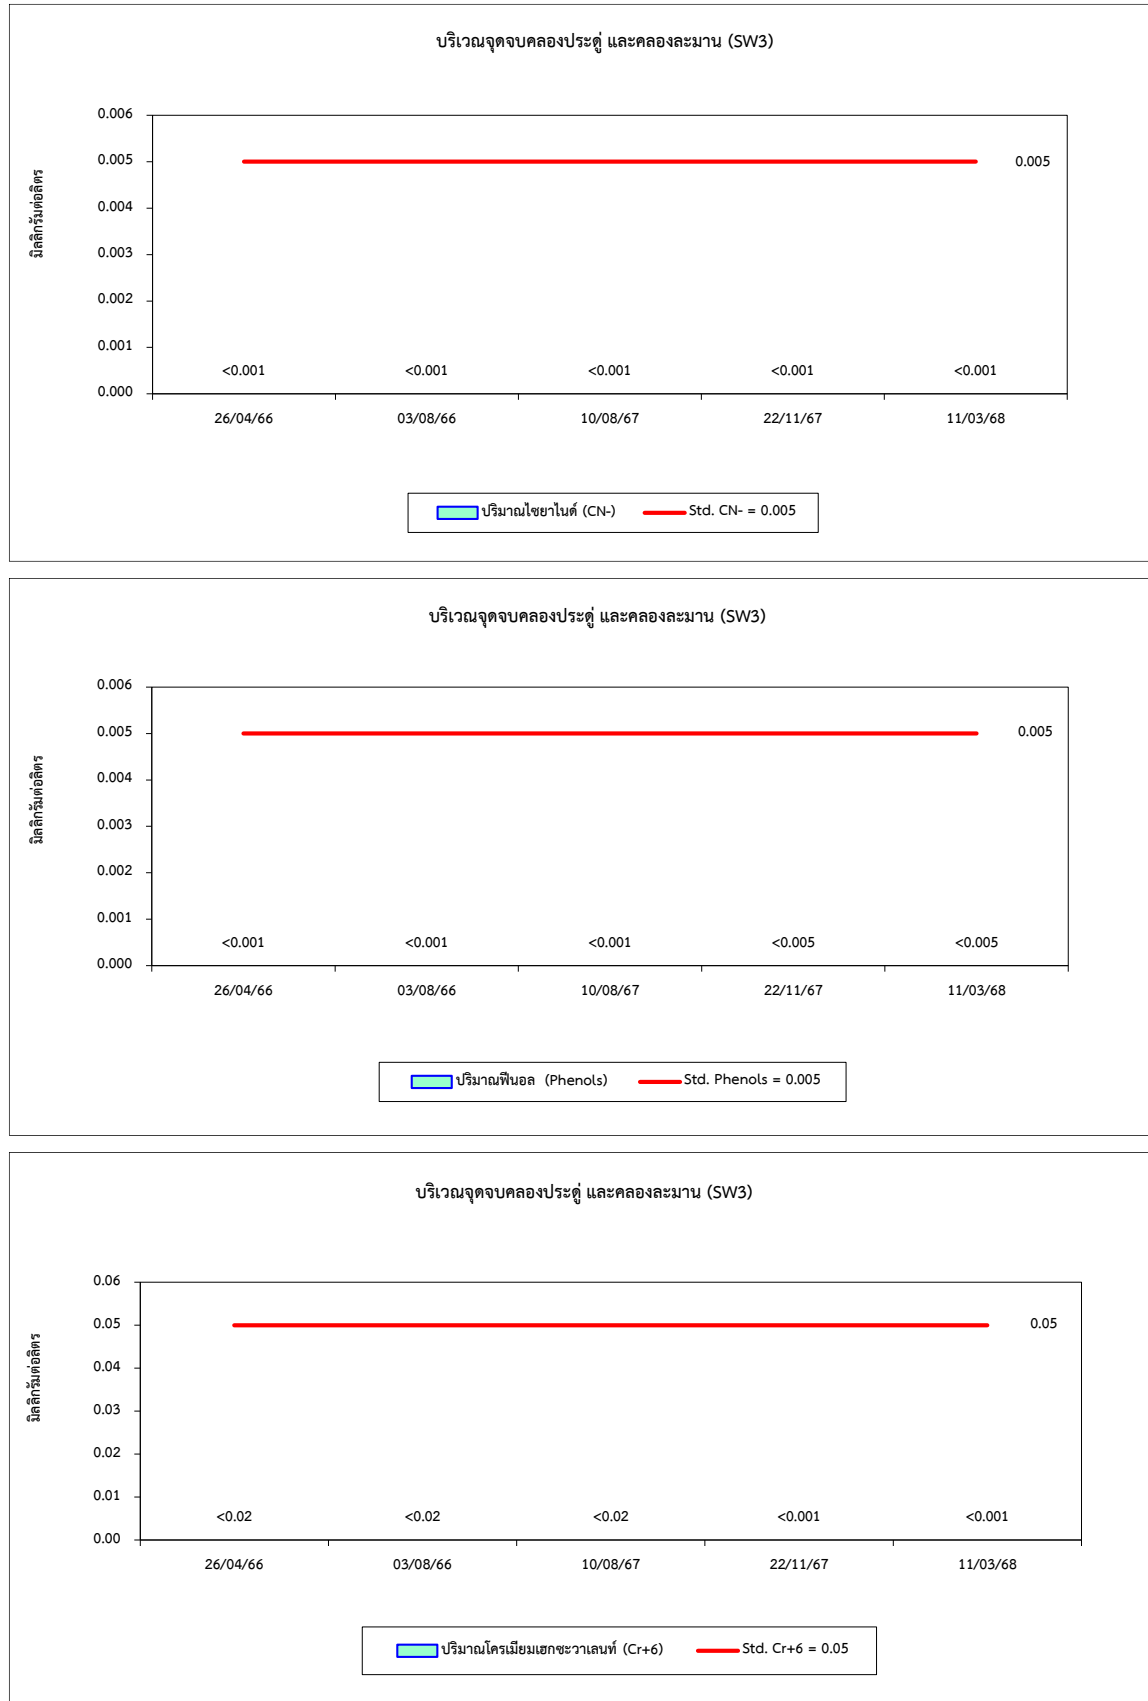 บริเวณจุดจบคลองประดู่ และคลองละมาน (SW3)
มิลลิกรัมต่อลิตร
0.006
0.005
0.004
0.003
0.002
0.001
0.000
0.005
<0.001 <0.001 <0.001 <0.001 <0.001
26/04/66 03/08/66 10/08/67 22/11/67 11/03/68
ปริมาณไซยาไนด์ (CN-) Std. CN- = 0.005
บริเวณจุดจบคลองประดู่ และคลองละมาน (SW3)
มิลลิกรัมต่อลิตร
0.006
0.005
0.004
0.003
0.002
0.001
0.000
0.005
<0.001 <0.001 <0.001 <0.005 <0.005
26/04/66 03/08/66 10/08/67 22/11/67 11/03/68
ปริมาณฟีนอล (Phenols) Std. Phenols = 0.005
บริเวณจุดจบคลองประดู่ และคลองละมาน (SW3)
มิลลิกรัมต่อลิตร
0.06
0.05
0.04
0.03
0.02
0.01
0.00
0.05
<0.02 <0.02 <0.02 <0.001 <0.001
26/04/66 03/08/66 10/08/67 22/11/67 11/03/68
ปริมาณโครเมียมเฮกซะวาเลนท์ (Cr+6) Std. Cr+6 = 0.05